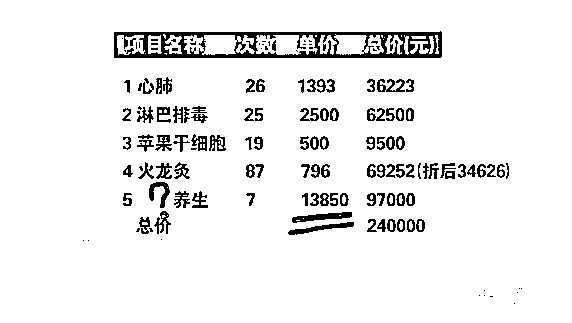 项目名称 次数 单价 总价(元)
1 心肺 26 1393 36223
2 淋巴排毒 25 2500 62500
3 苹果干细胞 19 500 9500
4 火龙灸 87 796 69252(折后34626)
5 ?养生 7 13850 97000
总价 240000